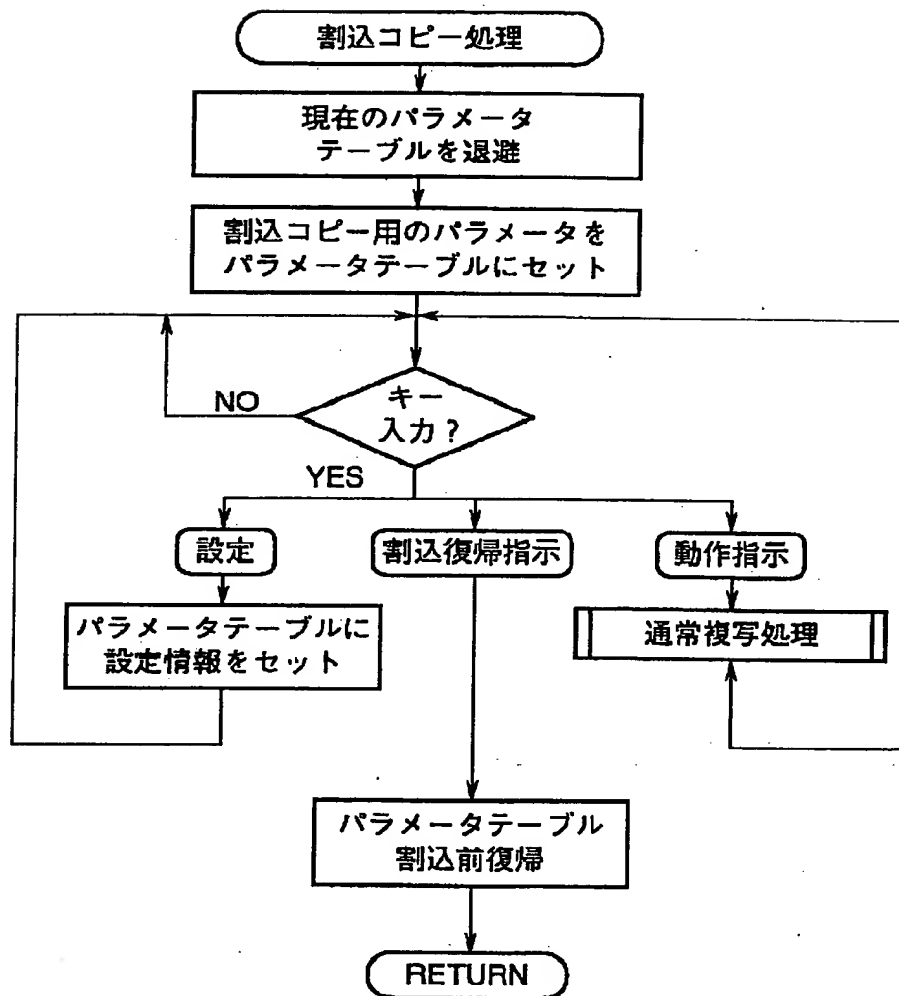 割込コピー処理
現在のパラメータ
テーブルを退避
割込コピー用のパラメータを
パラメータテーブルにセット
キー
入力?
NO
YES
設定
割込復帰指示
動作指示
パラメータテーブルに
設定情報をセット
通常複写処理
パラメータテーブル
割込前復帰
RETURN